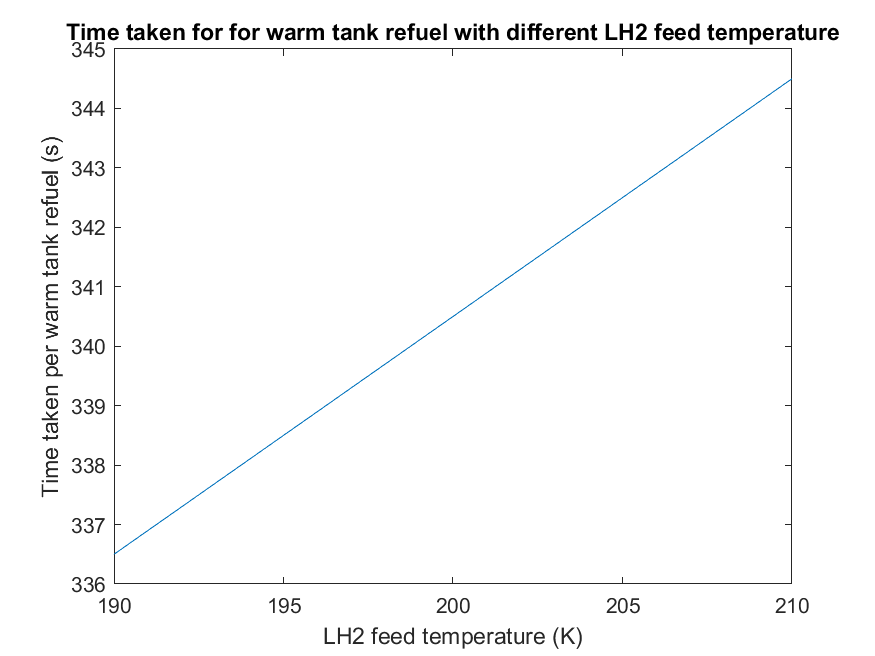 Time taken for for warm tank refuel with different LH2 feed temperature
345
344
343
342
341
340
339
338
337
336
Time taken per warm tank refuel (s)
190 195 200 205 210
LH2 feed temperature (K)